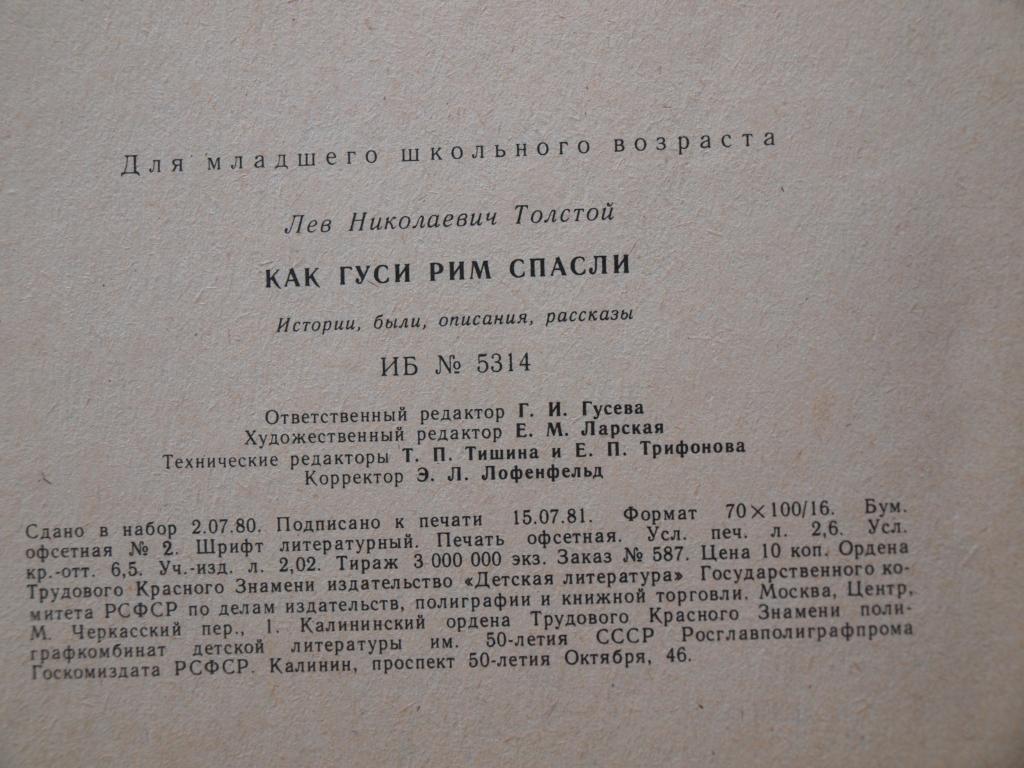 Для младшего школьного возраста
Лев Николаевич Толстой
КАК ГУСИ РИМ СПАСЛИ
Истории, были, описания, рассказы
ИБ № 5314
Ответственный редактор Г. И. Гусева
Художественный редактор Е. М. Ларская
Технические редакторы Т. П. Тишина и Е. П. Трифонова
Корректор Э. Л. Лофенфельд
Сдано в набор 2.07.80. Подписано к печати 15.07.81. Формат 70×100/16. Бум.
офсетная № 2. Шрифт литературный. Печать офсетная. Усл. печ. л. 2,6. Усл.
кр.-отт. 6,5. Уч.-изд. л. 2,02. Тираж 3 000 000 экз. Заказ № 587. Цена 10 коп. Ордена
Трудового Красного Знамени издательство «Детская литература» Государственного ко-
митета РСФСР по делам издательств, полиграфии и книжной торговли. Москва, Центр,
М. Черкасский пер., 1. Калининский ордена Трудового Красного Знамени поли-
графкомбинат детской литературы им. 50-летия СССР Росглавполиграфпрома
Госкомиздата РСФСР. Калинин, проспект 50-летия Октября, 46.